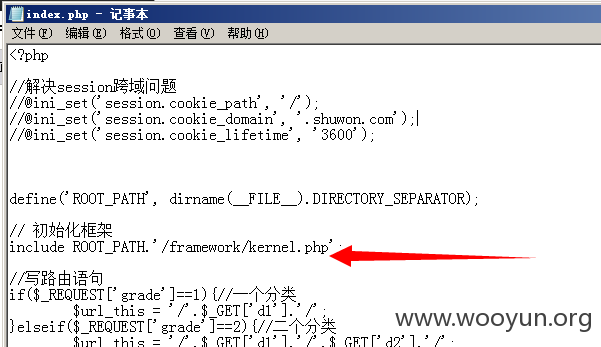 index.php - 记事本
文件(F) 编辑(E) 格式(O) 查看(V) 帮助(H)
<?php
//解决session跨域问题
//@ini_set('session.cookie_path', '/');
//@ini_set('session.cookie_domain', '.shuwon.com');
//@ini_set('session.cookie_lifetime', '3600');
define('ROOT_PATH', dirname(__FILE__).DIRECTORY_SEPARATOR);
// 初始化框架
include ROOT_PATH.'/framework/kernel.php';
//写路由语句
if($_REQUEST['grade']==1){//一个分类
$url_this = '/'.$_GET['d1'].'/';
}elseif($_REQUEST['grade']==2){//二个分类
$url_this = '/'.$_GET['d1'].'/'.$_GET['d2'].'/';
www.wooyun.org